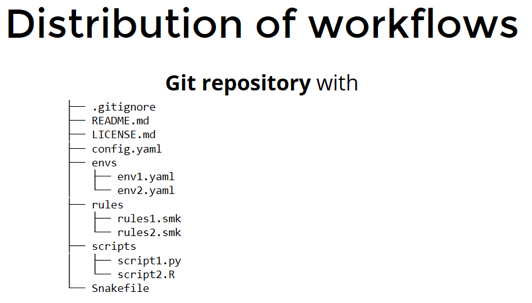 Distribution of workflows
Git repository with
├── .gitignore
├── README.md
├── LICENSE.md
├── config.yaml
├── envs
│   ├── env1.yaml
│   └── env2.yaml
├── rules
│   ├── rules1.smk
│   └── rules2.smk
├── scripts
│   ├── script1.py
│   └── script2.R
└── Snakefile